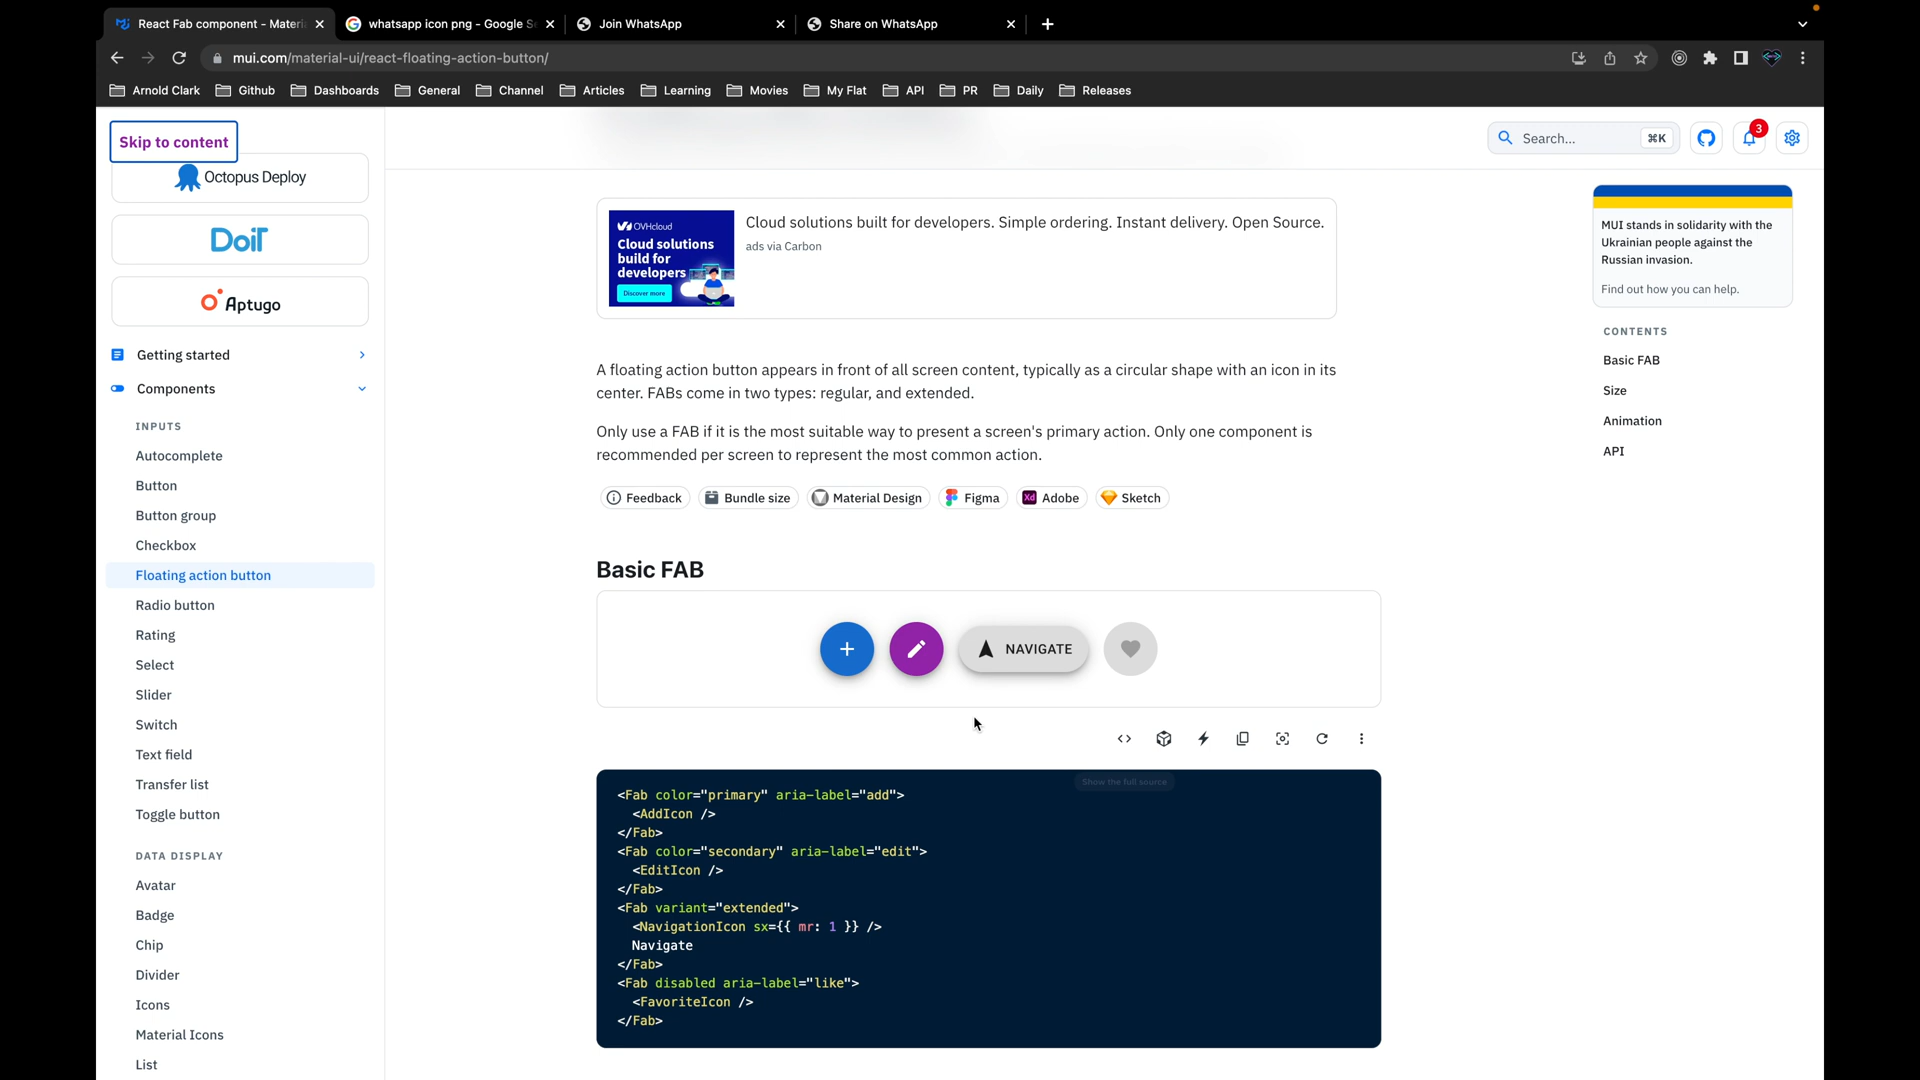 React Fab component - Materi
whatsapp icon png - Google S
Join WhatsApp
Share on WhatsApp
mui.com/material-ui/react-floating-action-button/
Arnold Clark
Github
Dashboards
General
Channel
Articles
Learning
Movies
My Flat
API
PR
Daily
Releases
Skip to content
Octopus Deploy
DoiT
Aptugo
Getting started
Components
INPUTS
Autocomplete
Button
Button group
Checkbox
Floating action button
Radio button
Rating
Select
Slider
Switch
Text field
Transfer list
Toggle button
DATA DISPLAY
Avatar
Badge
Chip
Divider
Icons
Material Icons
List
Search...
⌘K
3
OVHcloud
Cloud solutions
build for
developers
Discover more
Cloud solutions built for developers. Simple ordering. Instant delivery. Open Source.
ads via Carbon
A floating action button appears in front of all screen content, typically as a circular shape with an icon in its
center. FABs come in two types: regular, and extended.
Only use a FAB if it is the most suitable way to present a screen's primary action. Only one component is
recommended per screen to represent the most common action.
Feedback
Bundle size
Material Design
Figma
Xd Adobe
Sketch
Basic FAB
NAVIGATE
Show the full source
<Fab color="primary" aria-label="add">
<AddIcon />
</Fab>
<Fab color="secondary" aria-label="edit">
<EditIcon />
</Fab>
<Fab variant="extended">
<NavigationIcon sx={{ mr: 1 }} />
Navigate
</Fab>
<Fab disabled aria-label="like">
<FavoriteIcon />
</Fab>
MUI stands in solidarity with the
Ukrainian people against the
Russian invasion.
Find out how you can help.
CONTENTS
Basic FAB
Size
Animation
API